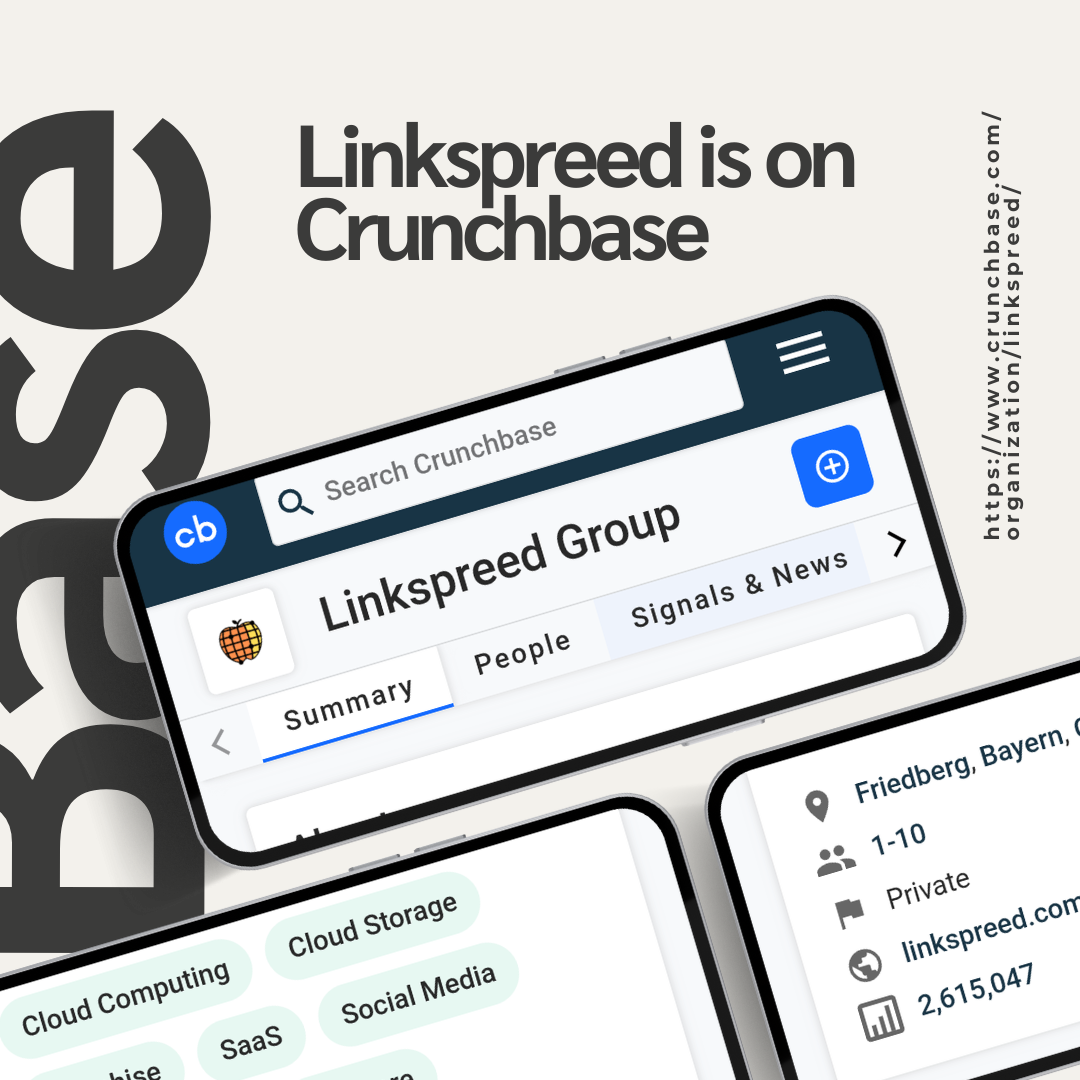 Base
Linkspreed is on
Crunchbase
https://www.crunchbase.com/
organization/linkspreed/
cb
Search Crunchbase
Linkspreed Group
Summary
People
Signals & News
Cloud Computing
Cloud Storage
SaaS
Social Media
Friedberg, Bayern,
1-10
Private
linkspreed.com
2,615,047